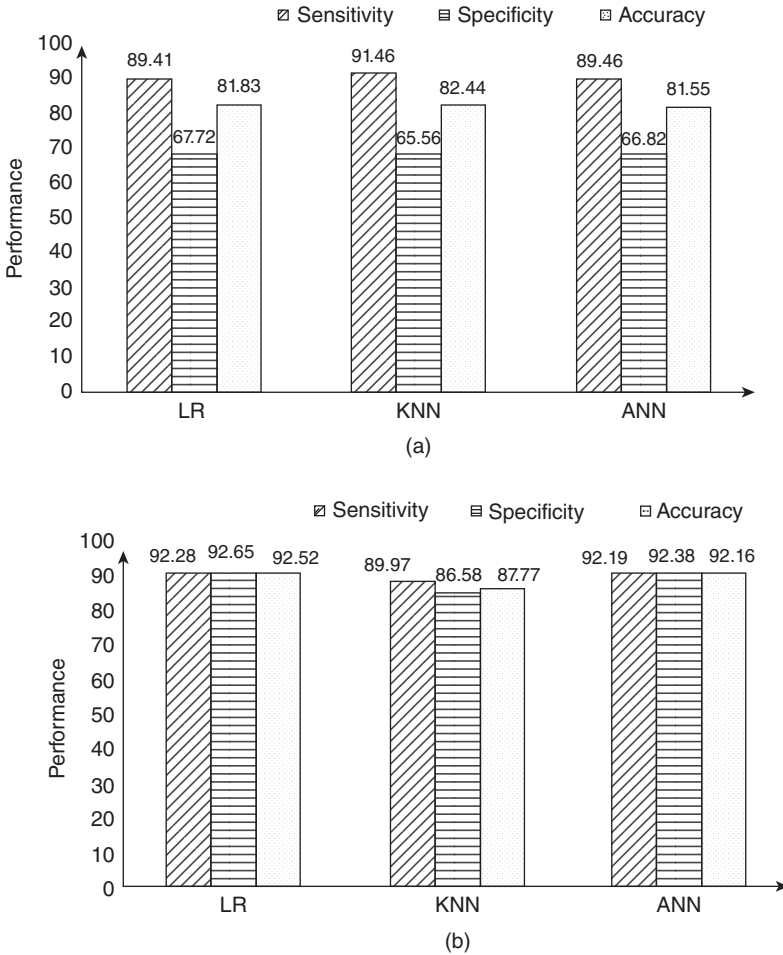 Sensitivity Specificity Accuracy
100
90
80
70
60
50
40
30
20
10
0
Performance
89.41 67.72 81.83
91.46 65.56 82.44
89.46 66.82 81.55
LR KNN ANN
(a)
Sensitivity Specificity Accuracy
100
90
80
70
60
50
40
30
20
10
0
Performance
92.28 92.65 92.52
89.97 86.58 87.77
92.19 92.38 92.16
LR KNN ANN
(b)